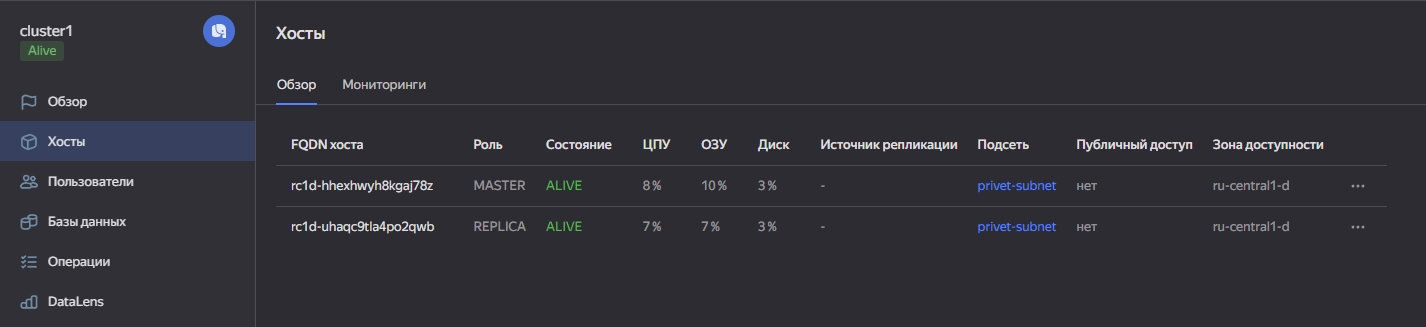 cluster1
Alive
Обзор
Хосты
Пользователи
Базы данных
Операции
DataLens
Хосты
Обзор Мониторинги
FQDN хоста Роль Состояние ЦПУ ОЗУ Диск Источник репликации Подсеть Публичный доступ Зона доступности
rc1d-hhexhwyh8kgaj78z MASTER ALIVE 8 % 10 % 3 % - privet-subnet нет ru-central1-d
rc1d-uhaqc9tla4po2qwb REPLICA ALIVE 7 % 7 % 3 % - privet-subnet нет ru-central1-d